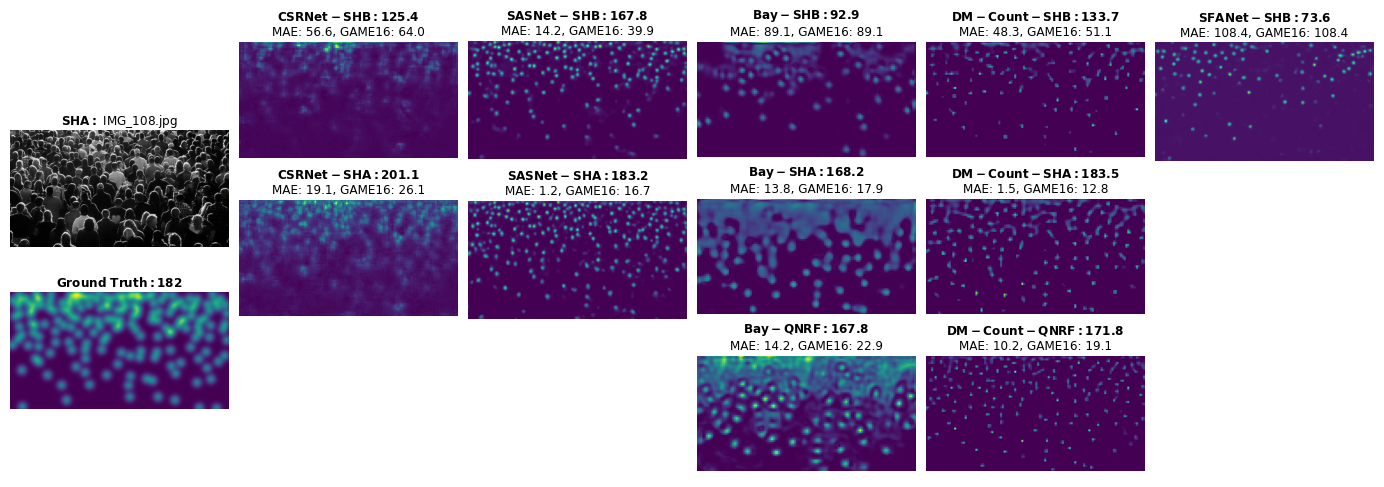 SHA: IMG_108.jpg
Ground Truth: 182
CSRNet − SHB: 125.4
MAE: 56.6, GAME16: 64.0
SASNet − SHB: 167.8
MAE: 14.2, GAME16: 39.9
Bay − SHB: 92.9
MAE: 89.1, GAME16: 89.1
DM − Count − SHB: 133.7
MAE: 48.3, GAME16: 51.1
SFANet − SHB: 73.6
MAE: 108.4, GAME16: 108.4
CSRNet − SHA: 201.1
MAE: 19.1, GAME16: 26.1
SASNet − SHA: 183.2
MAE: 1.2, GAME16: 16.7
Bay − SHA: 168.2
MAE: 13.8, GAME16: 17.9
DM − Count − SHA: 183.5
MAE: 1.5, GAME16: 12.8
Bay − QNRF: 167.8
MAE: 14.2, GAME16: 22.9
DM − Count − QNRF: 171.8
MAE: 10.2, GAME16: 19.1